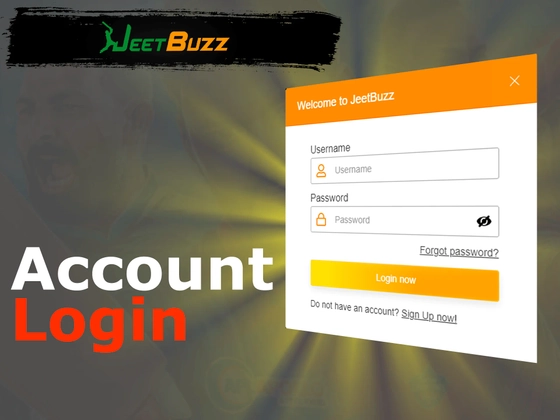 JEETBUZZ
Welcome to JeetBuzz
Username
Username
Password
Password
Forgot password?
Login now
Do not have an account? Sign Up now!
Account
Login